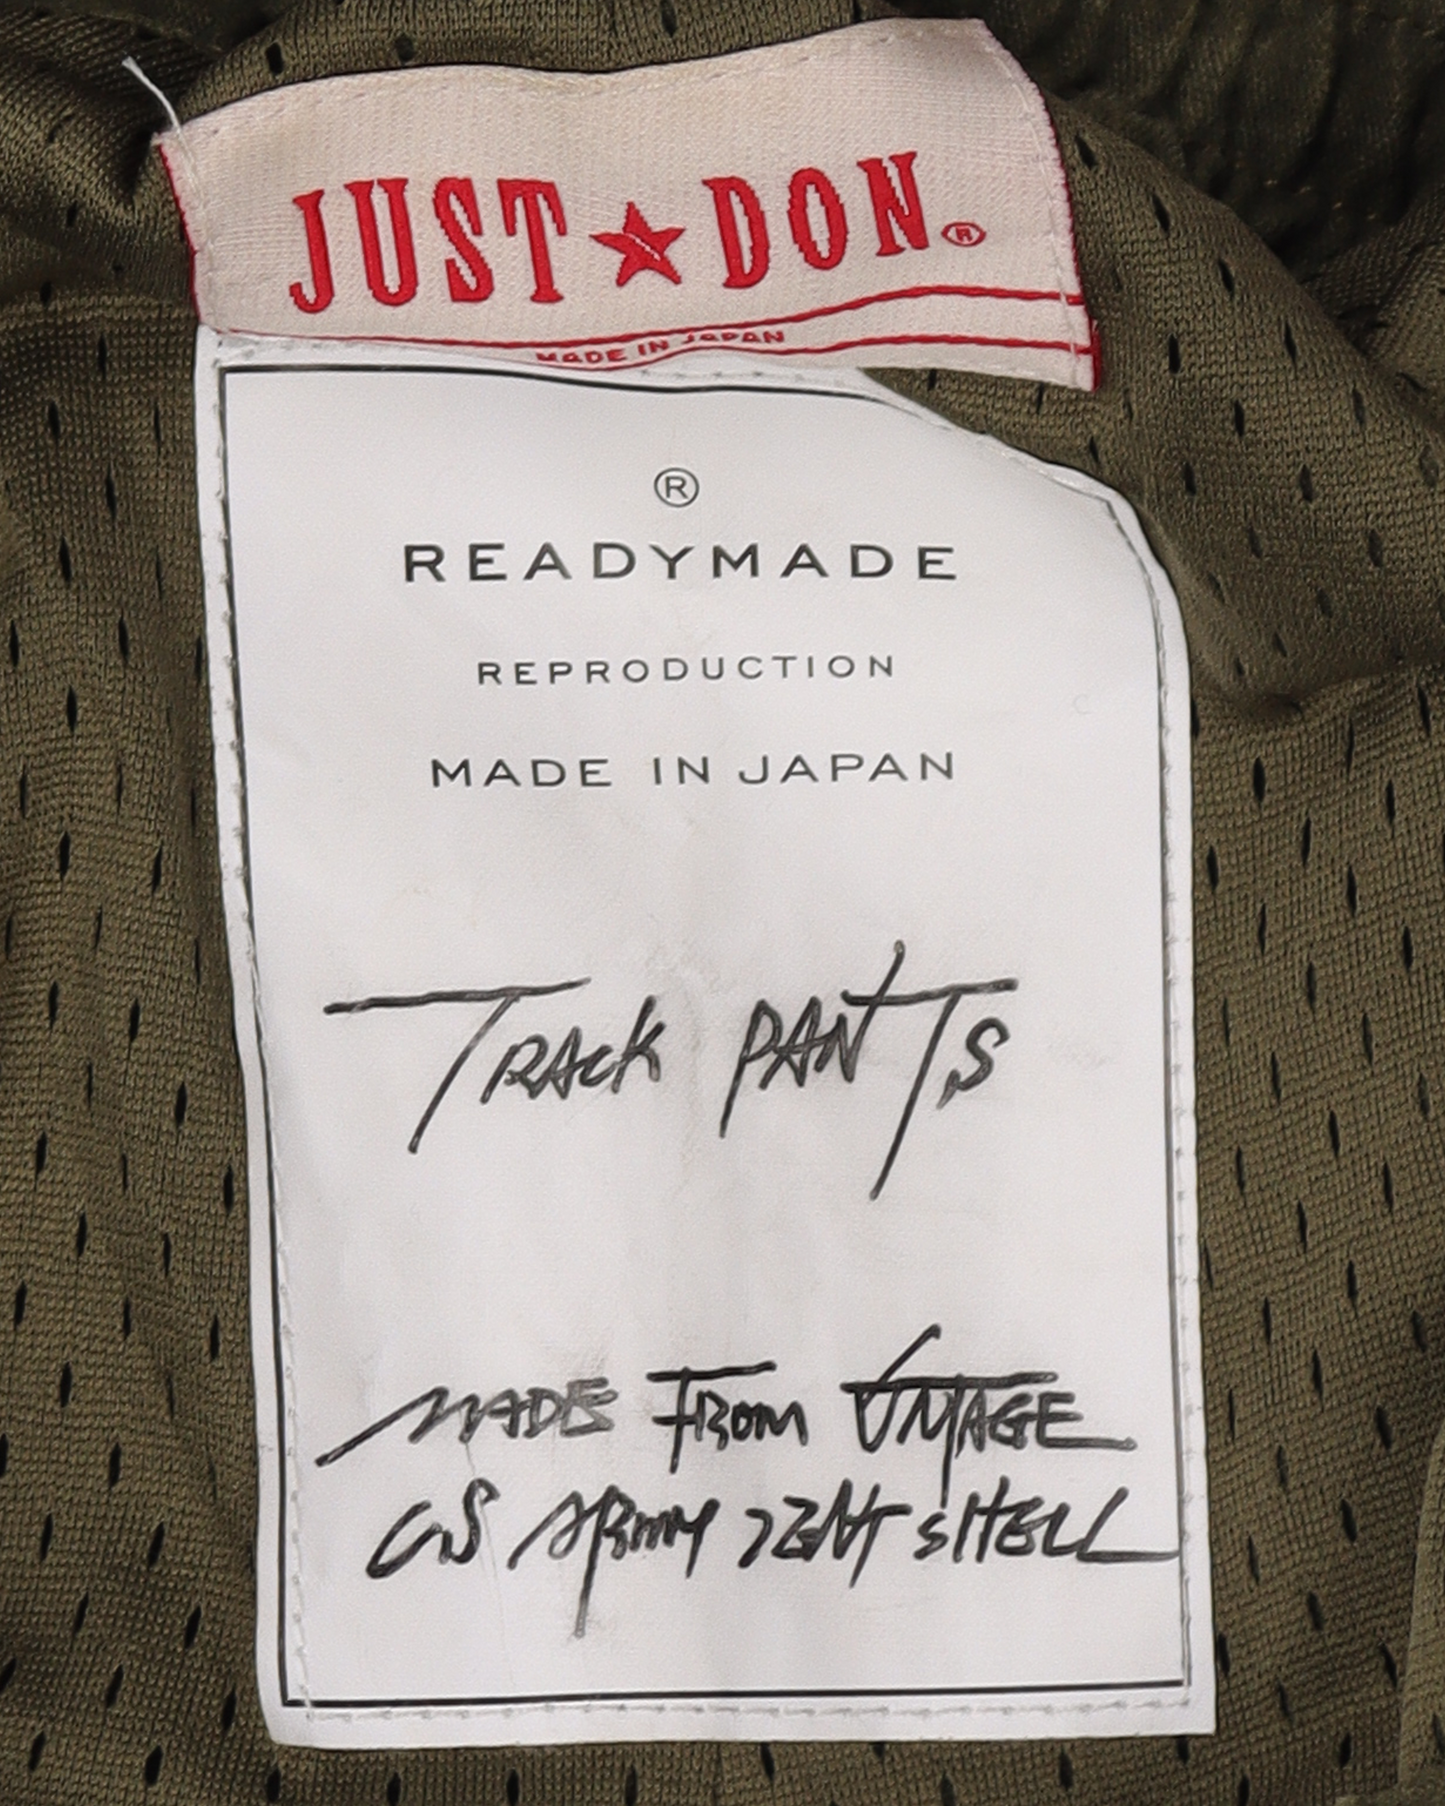 JUST★DON.®
MADE IN JAPAN
®
READYMADE
REPRODUCTION
MADE IN JAPAN
TRACK PANTS
MADE FROM VINTAGE
US ARMY TENT SHELL